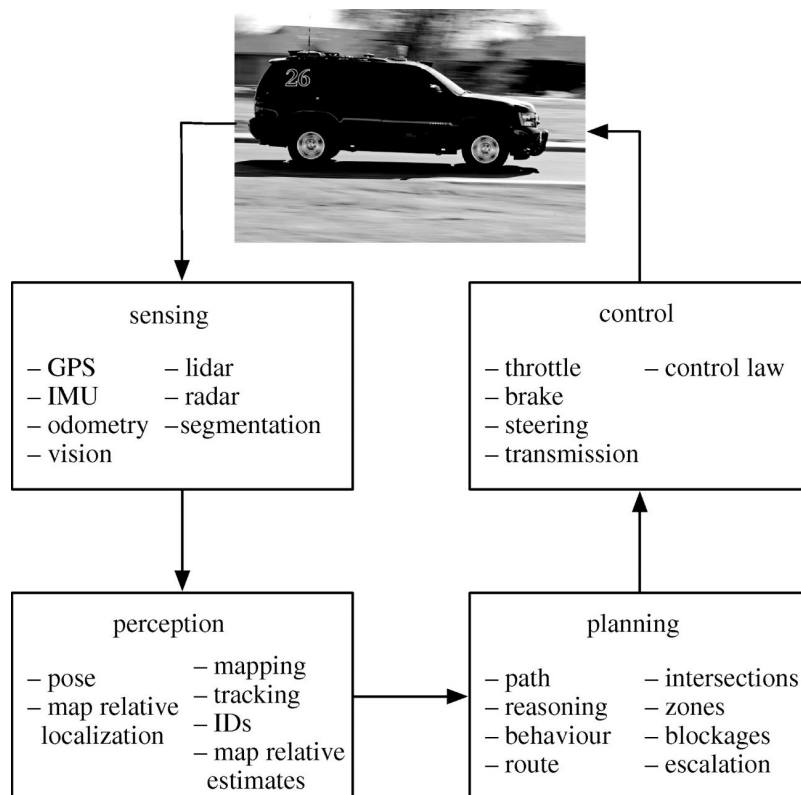 26
sensing
– GPS
– IMU
– odometry
– vision
– lidar
– radar
–segmentation
control
– throttle
– brake
– steering
– transmission
– control law
perception
– pose
– map relative
localization
– mapping
– tracking
– IDs
– map relative
estimates
planning
– path
– reasoning
– behaviour
– route
– intersections
– zones
– blockages
– escalation